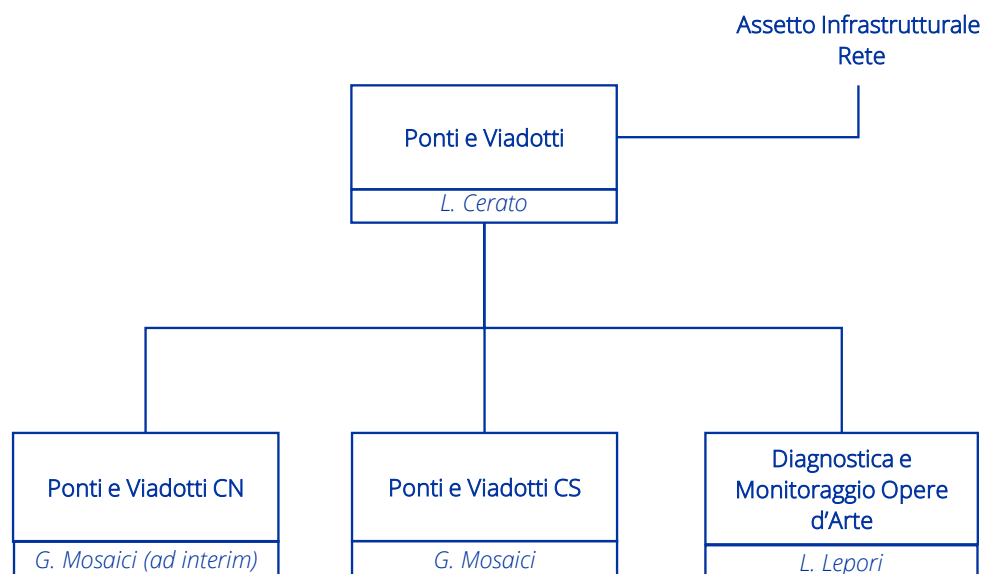 Assetto Infrastrutturale
Rete
Ponti e Viadotti
L. Cerato
Ponti e Viadotti CN
G. Mosaici (ad interim)
Ponti e Viadotti CS
G. Mosaici
Diagnostica e
Monitoraggio Opere
d’Arte
L. Lepori